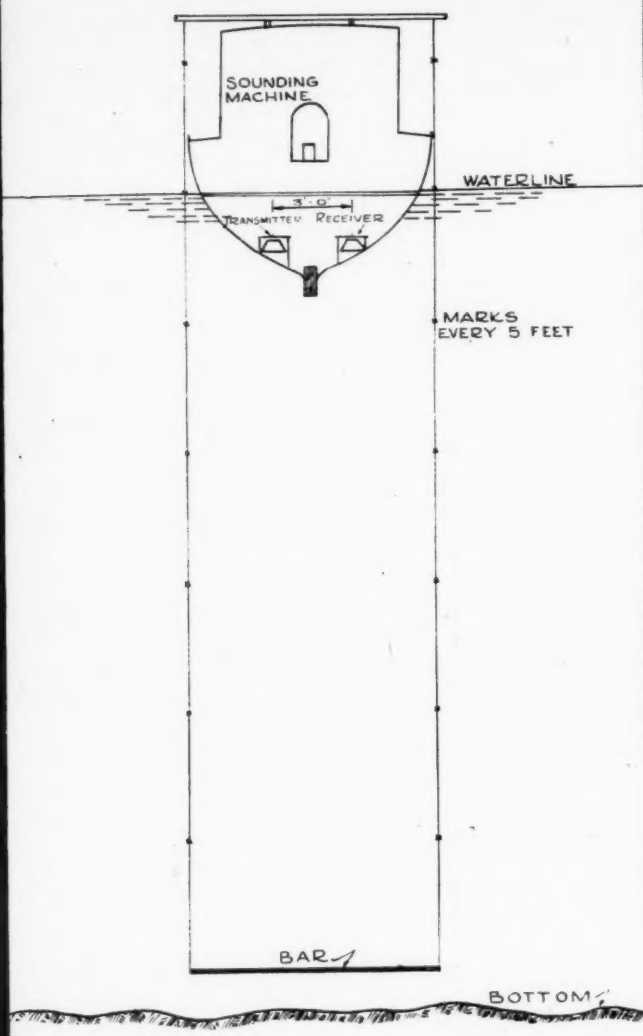 SOUNDING
MACHINE
WATERLINE
3'-0"
TRANSMITTER RECEIVER
MARKS
EVERY 5 FEET
BAR
BOTTOM